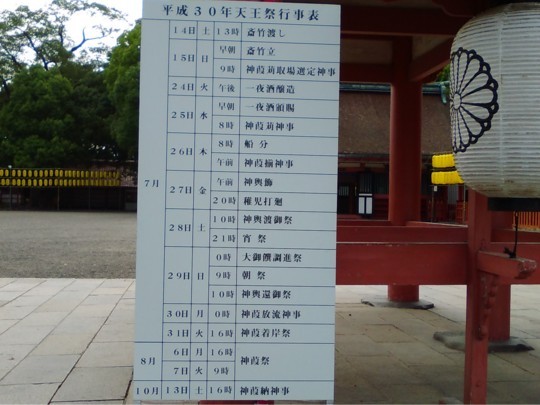 平成３０年天王祭行事表
7月
14日 土 13時 斎竹渡し
15日 日 早朝 斎竹立
9時 神葭苅取場選定神事
24日 火 午後 一夜酒醸造
25日 水 早朝 一夜酒頒賜
8時 神葭苅神事
26日 木 8時 船分
午前 神葭揃神事
27日 金 午前 神輿飾
20時 稚児打廻
28日 土 10時 神輿渡御祭
21時 宵祭
29日 日 0時 大御饌調進祭
9時 朝祭
10時 神輿還御祭
30日 月 0時 神葭放流神事
31日 火 16時 神葭着岸祭
8月 6日 月 16時 神葭祭
7日 火 9時
10月 13日 土 16時 神葭納神事